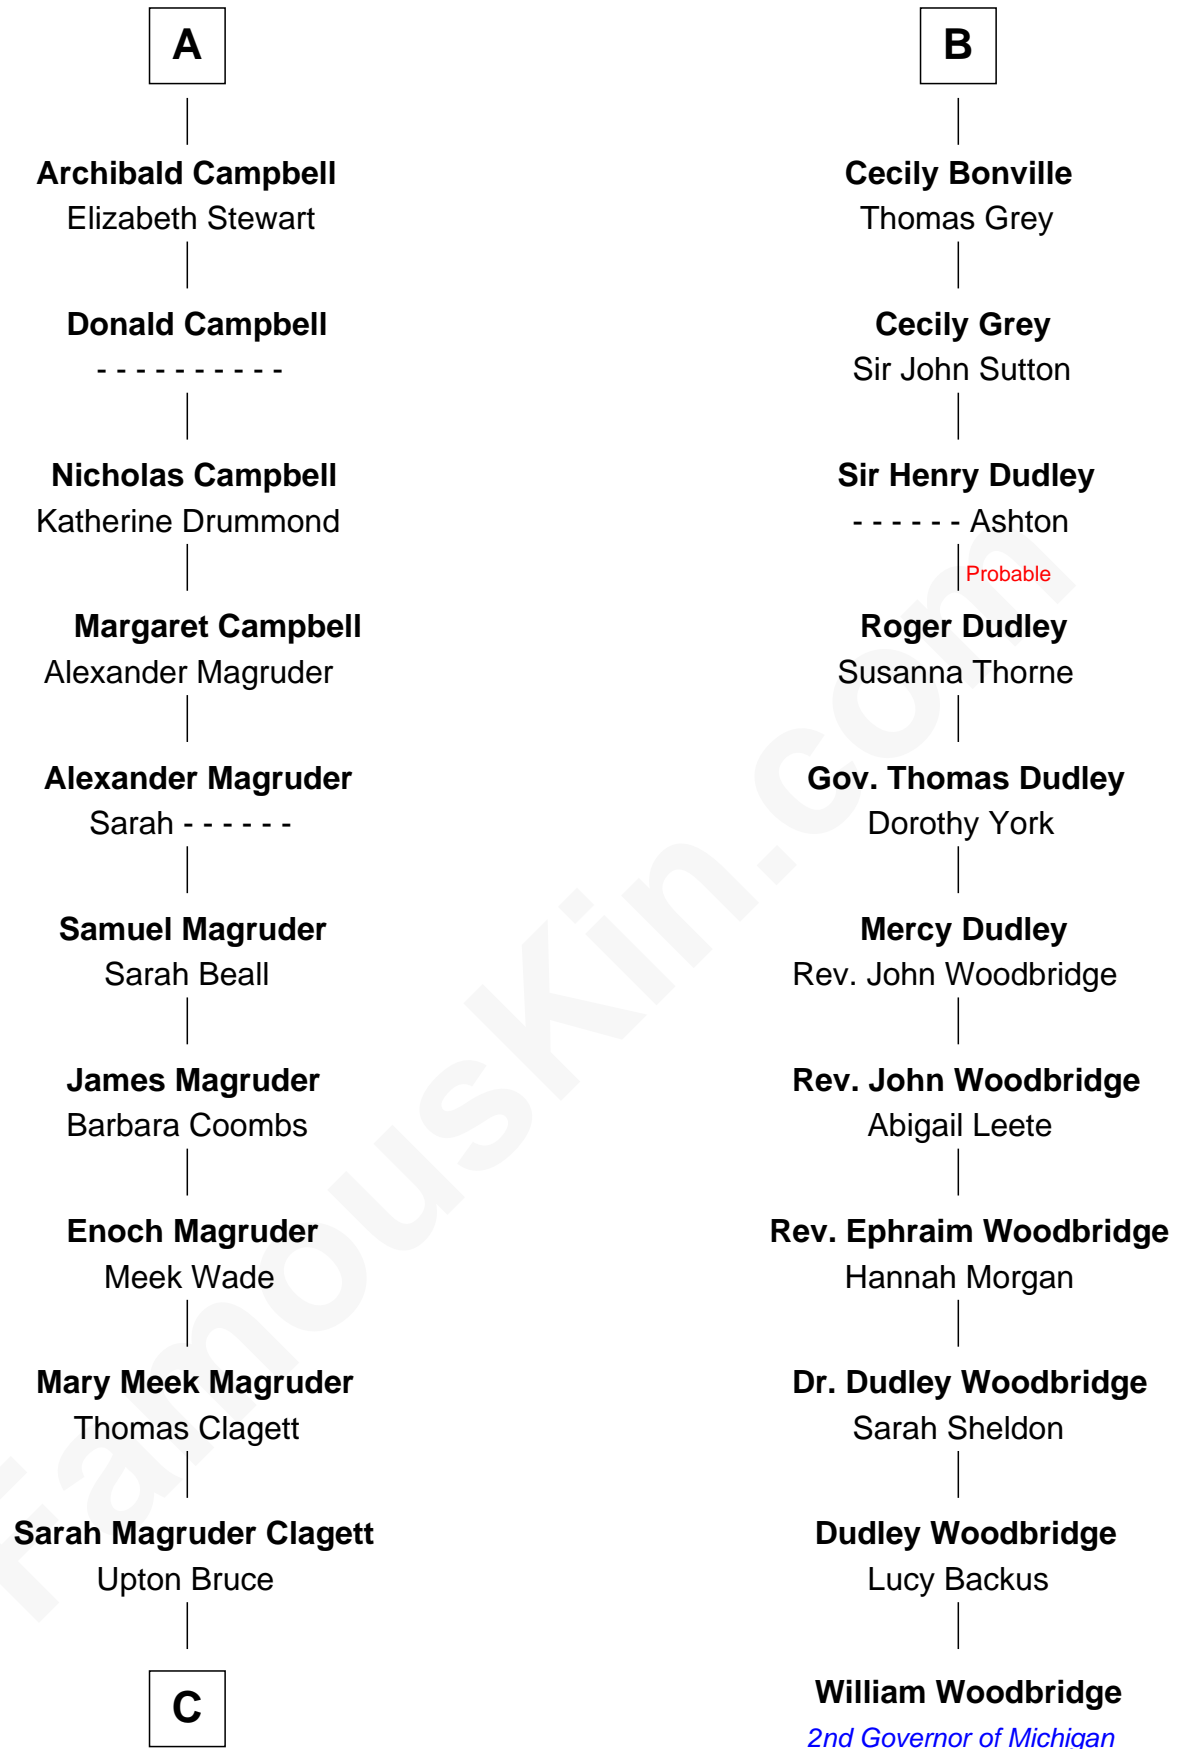 A
Archibald Campbell
Elizabeth Stewart
Donald Campbell
- - - - - - - - - -
Nicholas Campbell
Katherine Drummond
Margaret Campbell
Alexander Magruder
Alexander Magruder
Sarah - - - - - -
Samuel Magruder
Sarah Beall
James Magruder
Barbara Coombs
Enoch Magruder
Meek Wade
Mary Meek Magruder
Thomas Clagett
Sarah Magruder Clagett
Upton Bruce
C
B
Cecily Bonville
Thomas Grey
Cecily Grey
Sir John Sutton
Sir Henry Dudley
- - - - - - Ashton
Probable
Roger Dudley
Susanna Thorne
Gov. Thomas Dudley
Dorothy York
Mercy Dudley
Rev. John Woodbridge
Rev. John Woodbridge
Abigail Leete
Rev. Ephraim Woodbridge
Hannah Morgan
Dr. Dudley Woodbridge
Sarah Sheldon
Dudley Woodbridge
Lucy Backus
William Woodbridge
2nd Governor of Michigan
FamousKin.com